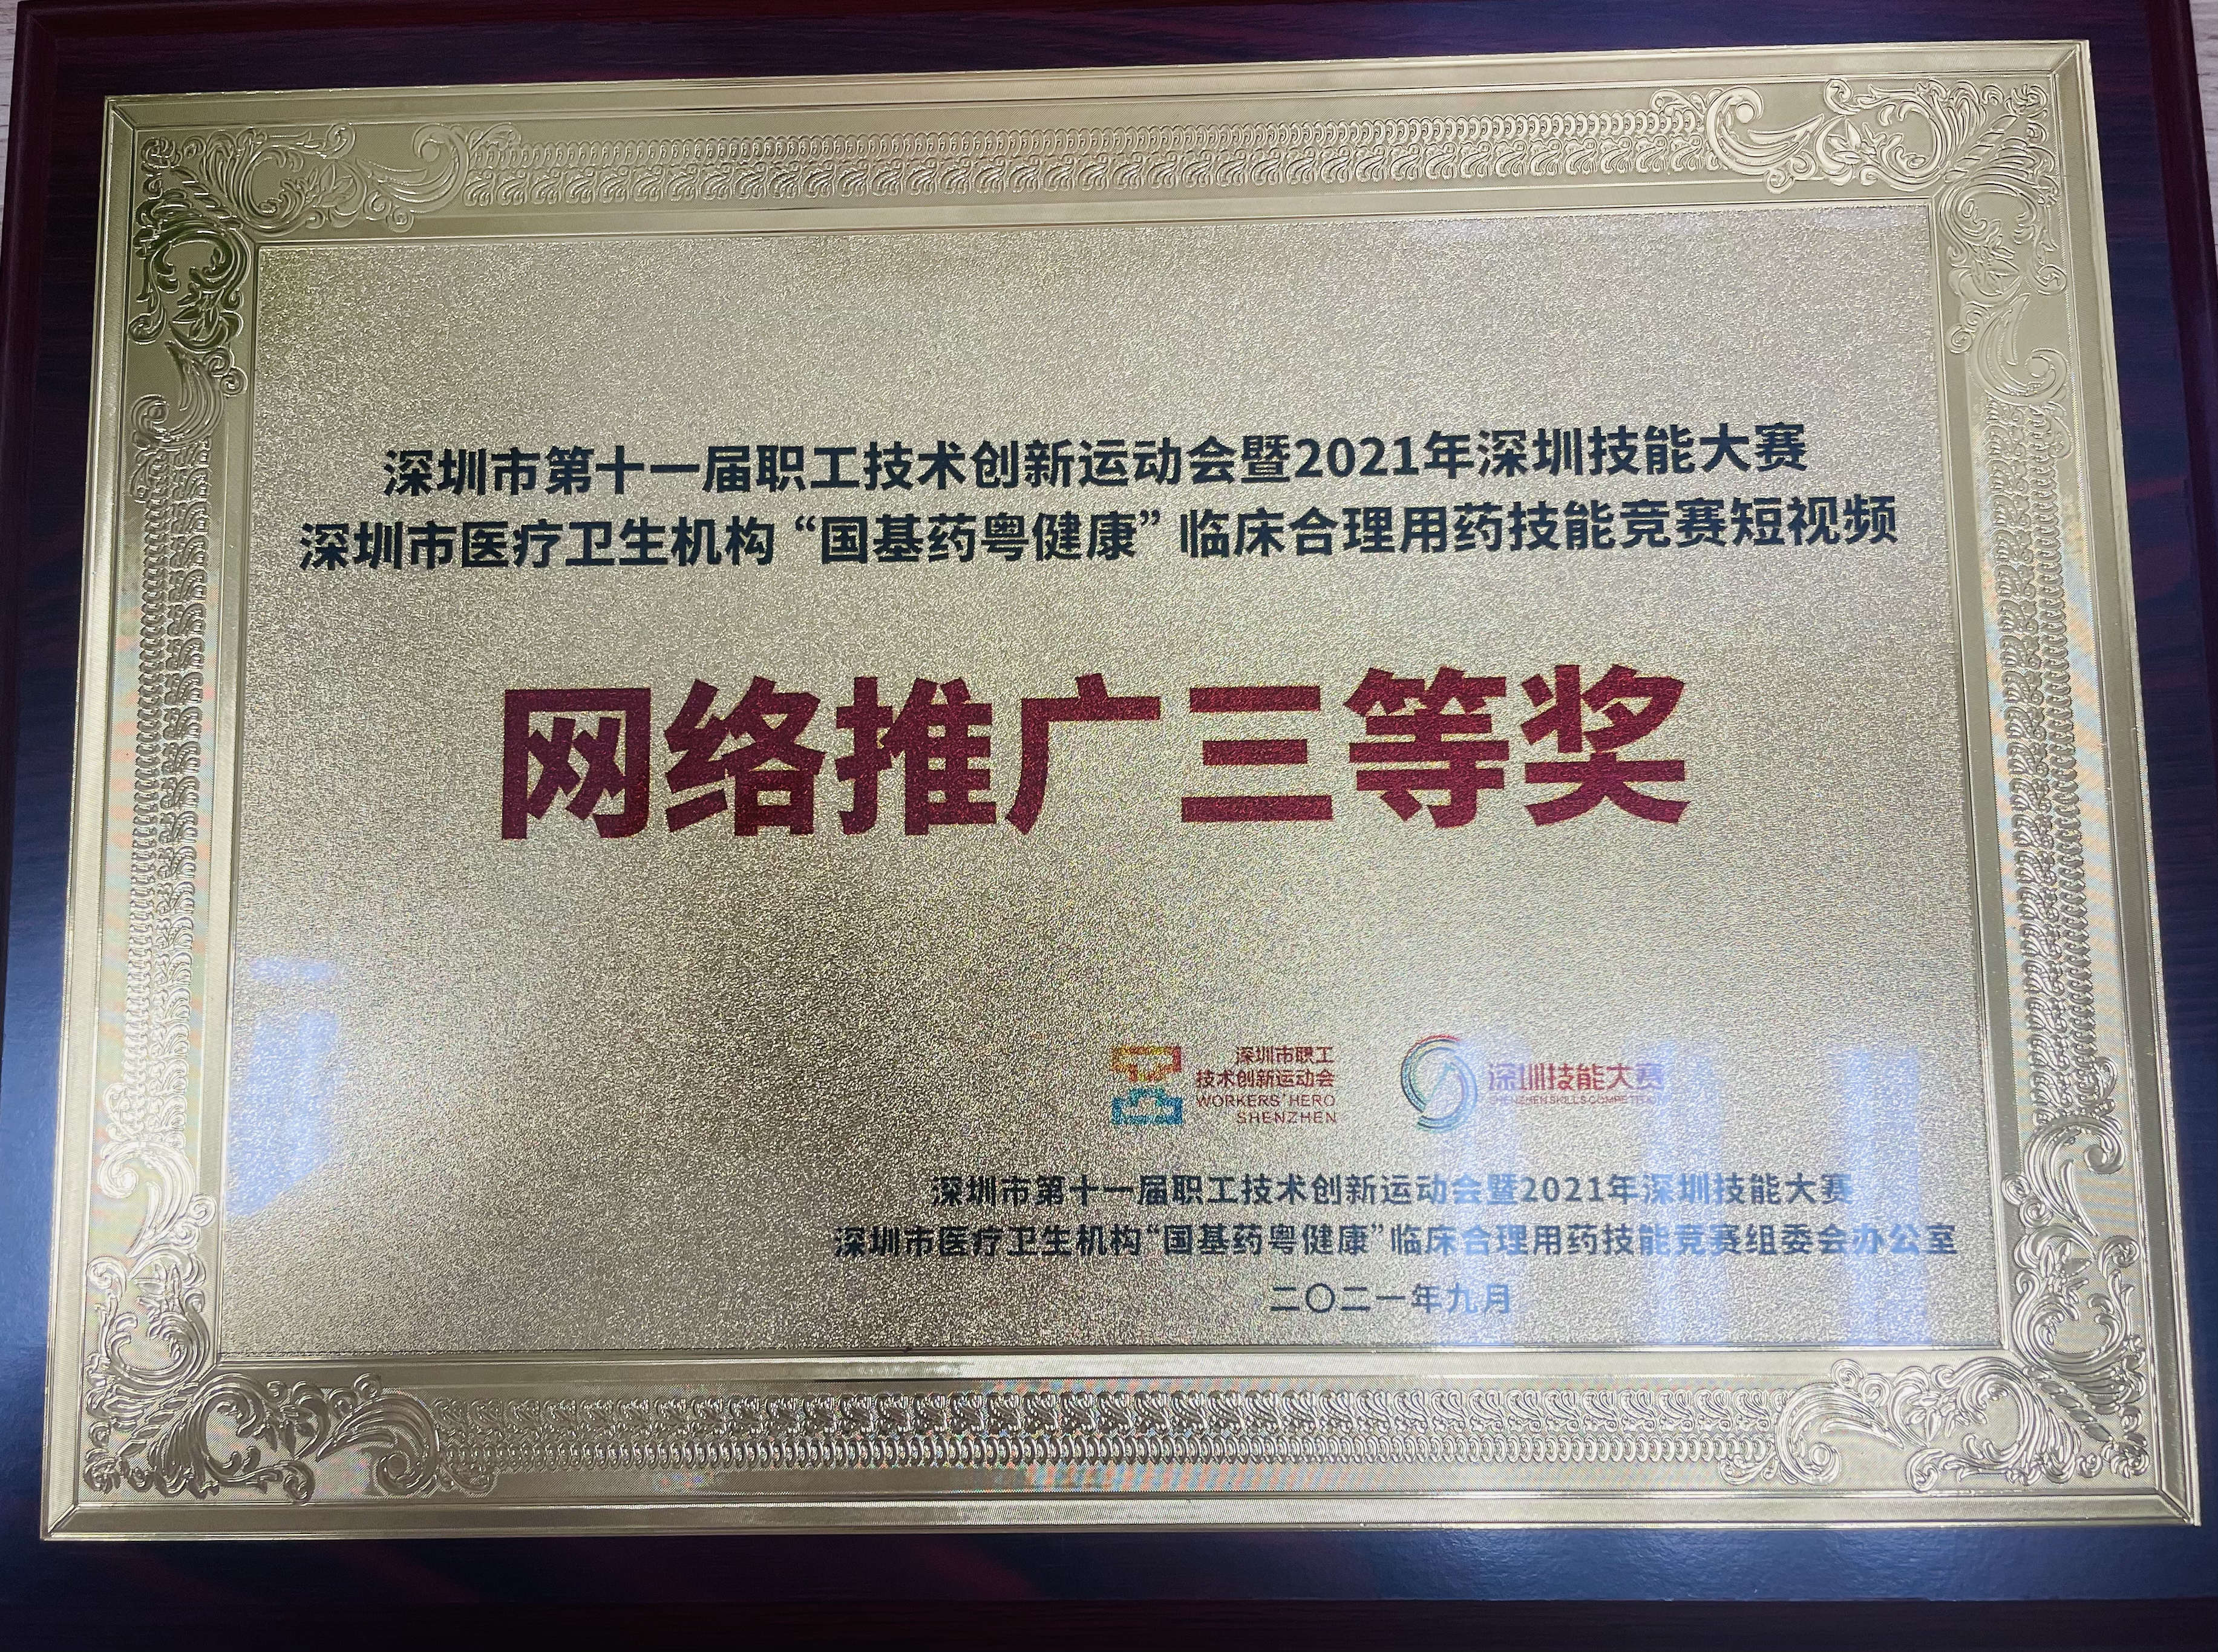 深圳市第十一届职工技术创新运动会暨2021年深圳技能大赛
深圳市医疗卫生机构“国基药粤健康”临床合理用药技能竞赛短视频
网络推广三等奖
深圳市职工
技术创新运动会
WORKERS' HERO
SHENZHEN
深圳技能大赛
SHENZHEN SKILLS COMPETITION
深圳市第十一届职工技术创新运动会暨2021年深圳技能大赛
深圳市医疗卫生机构“国基药粤健康”临床合理用药技能竞赛组委会办公室
二〇二一年九月